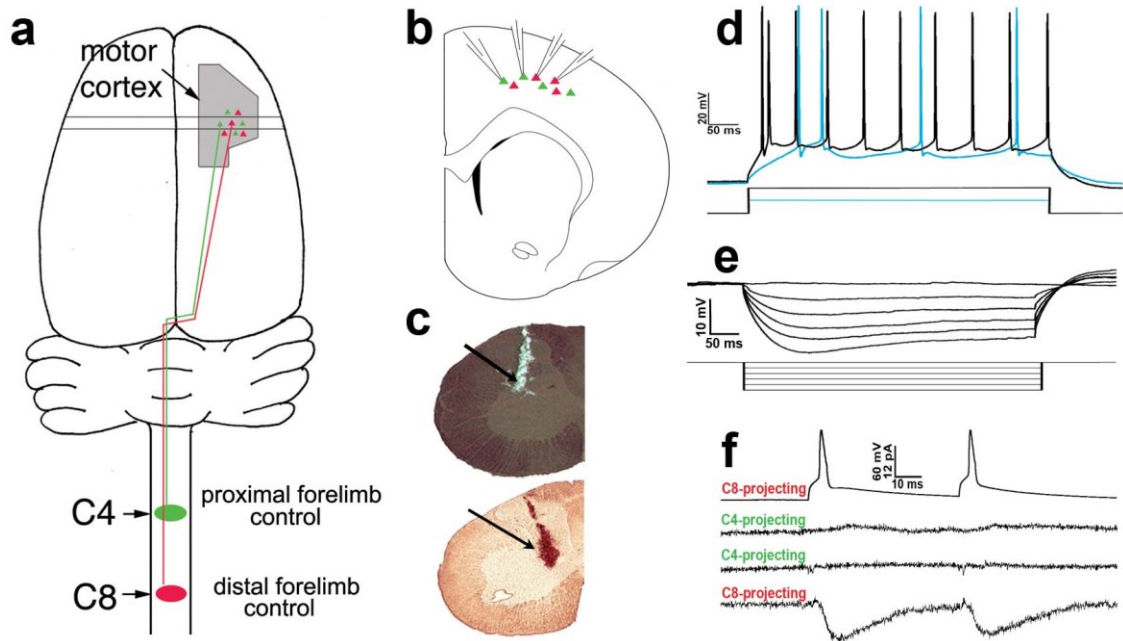 a
motor
cortex
C4
proximal forelimb
control
C8
distal forelimb
control
b
c
d
20 mV
50 ms
e
10 mV
50 ms
f
60 mV
12 pA
10 ms
C8-projecting
C4-projecting
C4-projecting
C8-projecting